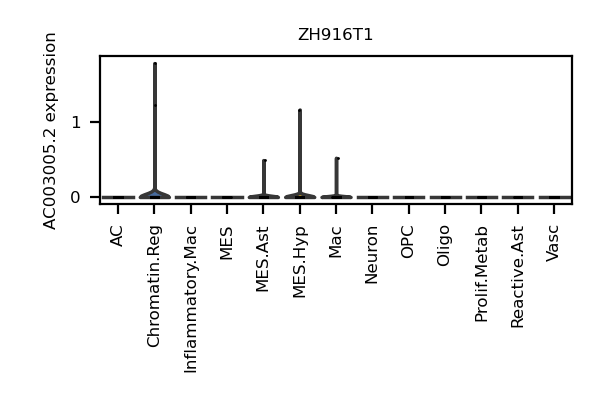 ZH916T1
AC003005.2 expression
1
0
AC
Chromatin.Reg
Inflammatory.Mac
MES
MES.Ast
MES.Hyp
Mac
Neuron
OPC
Oligo
Prolif.Metab
Reactive.Ast
Vasc